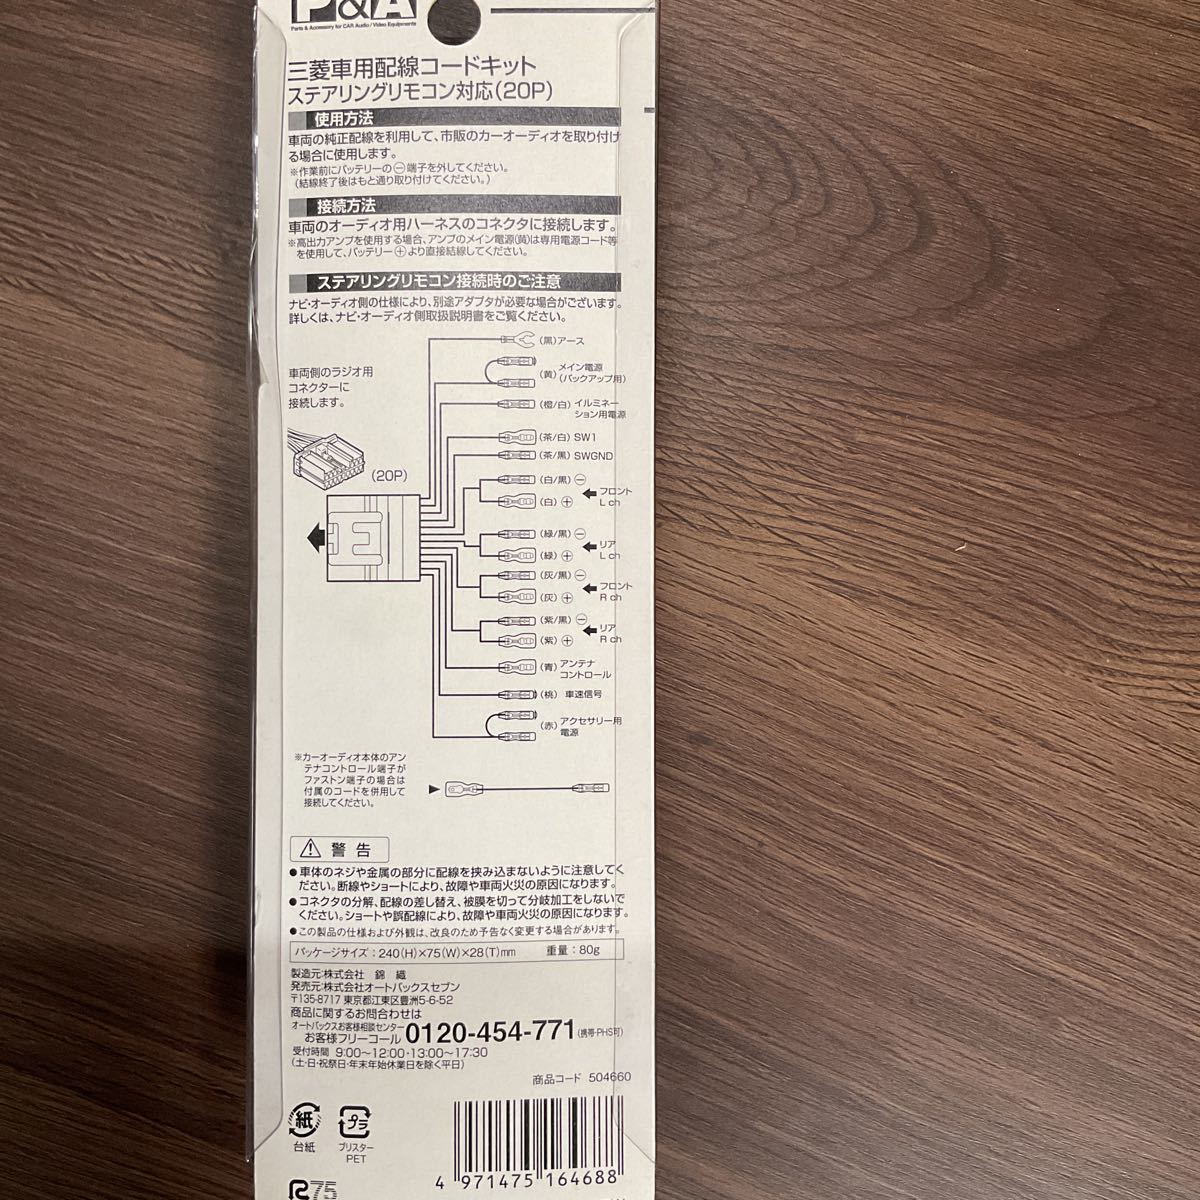 P&A
Parts & Accessory for CAR Audio / Video Equipments
三菱車用配線コードキット
ステアリングリモコン対応(20P)
使用方法
車両の純正配線を利用して、市販のカーオーディオを取り付け
る場合に使用します。
※作業前にバッテリーの⊖端子を外してください。
(結線終了後はもと通り取り付けてください。)
接続方法
車両のオーディオ用ハーネスのコネクタに接続します。
※高出力アンプを使用する場合、アンプのメイン電源(黄)は専用電源コード等
を使用して、バッテリー⊕より直接結線してください。
ステアリングリモコン接続時のご注意
ナビ・オーディオ側の仕様により、別途アダプタが必要な場合がございます。
詳しくは、ナビ・オーディオ側取扱説明書をご覧ください。
車両側のラジオ用
コネクターに
接続します。
(20P)
(黒)アース
(黄) メイン電源
(バックアップ用)
(橙/白) イルミネー
ション用電源
(茶/白) SW1
(茶/黒) SWGND
(白/黒)⊖
(白)⊕
フロント
L ch
(緑/黒)⊖
(緑)⊕
リア
L ch
(灰/黒)⊖
(灰)⊕
フロント
R ch
(紫/黒)⊖
(紫)⊕
リア
R ch
(青) アンテナ
コントロール
(桃) 車速信号
(赤) アクセサリー用
電源
※カーオーディオ本体のアン
テナコントロール端子が
ファストン端子の場合は
付属のコードを併用して
接続してください。
警告
●車体のネジや金属の部分に配線を挟み込まないように注意してく
ださい。断線やショートにより、故障や車両火災の原因になります。
●コネクタの分解、配線の差し替え、被膜を切って分岐加工をしないで
ください。ショートや誤配線により、故障や車両火災の原因になります。
●この製品の仕様および外観は、改良のため予告なく変更する場合があります。
パッケージサイズ：240(H)×75(W)×28(T)mm 重量：80g
製造元:株式会社 錦織
発売元:株式会社オートバックスセブン
〒135-8717 東京都江東区豊洲5-6-52
商品に関するお問合わせは
オートバックスお客様相談センター
お客様フリーコール 0120-454-771(携帯・PHS可)
受付時間 9:00〜12:00・13:00〜17:30
(土・日・祝祭日・年末年始休業日を除く平日)
商品コード 504660
紙
台紙
プラ
ブリスター
PET
4 971475 164688
R75